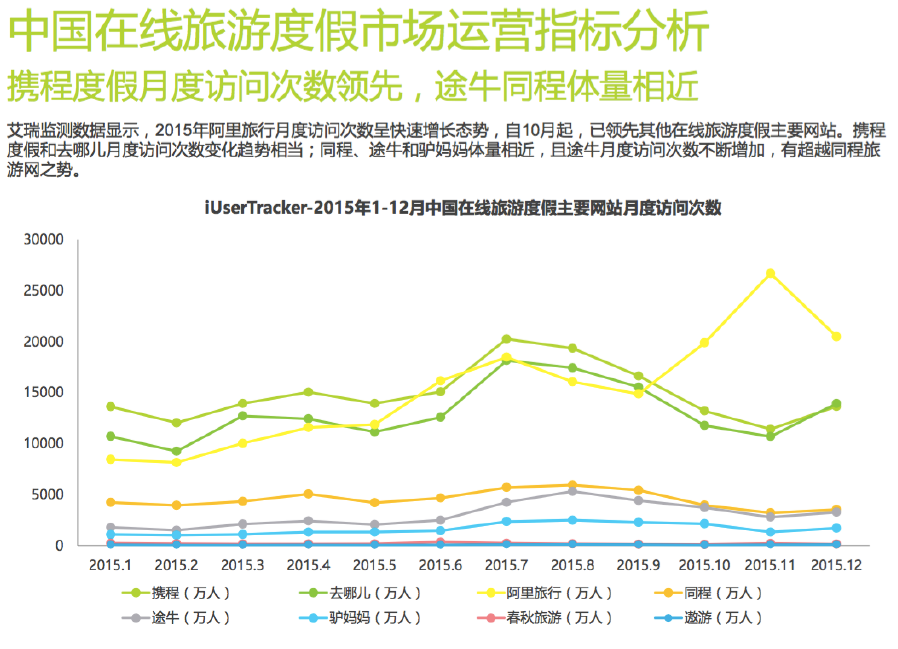 中国在线旅游度假市场运营指标分析
携程度假月度访问次数领先，途牛同程体量相近
艾瑞监测数据显示，2015年阿里旅行月度访问次数呈快速增长态势，自10月起，已领先其他在线旅游度假主要网站。携程
度假和去哪儿月度访问次数变化趋势相当；同程、途牛和驴妈妈体量相近，且途牛月度访问次数不断增加，有超越同程旅
游网之势。
iUserTracker-2015年1-12月中国在线旅游度假主要网站月度访问次数
30000
25000
20000
15000
10000
5000
0
2015.1 2015.2 2015.3 2015.4 2015.5 2015.6 2015.7 2015.8 2015.9 2015.10 2015.11 2015.12
携程（万人） 去哪儿（万人） 阿里旅行（万人） 同程（万人）
途牛（万人） 驴妈妈（万人） 春秋旅游（万人） 遨游（万人）